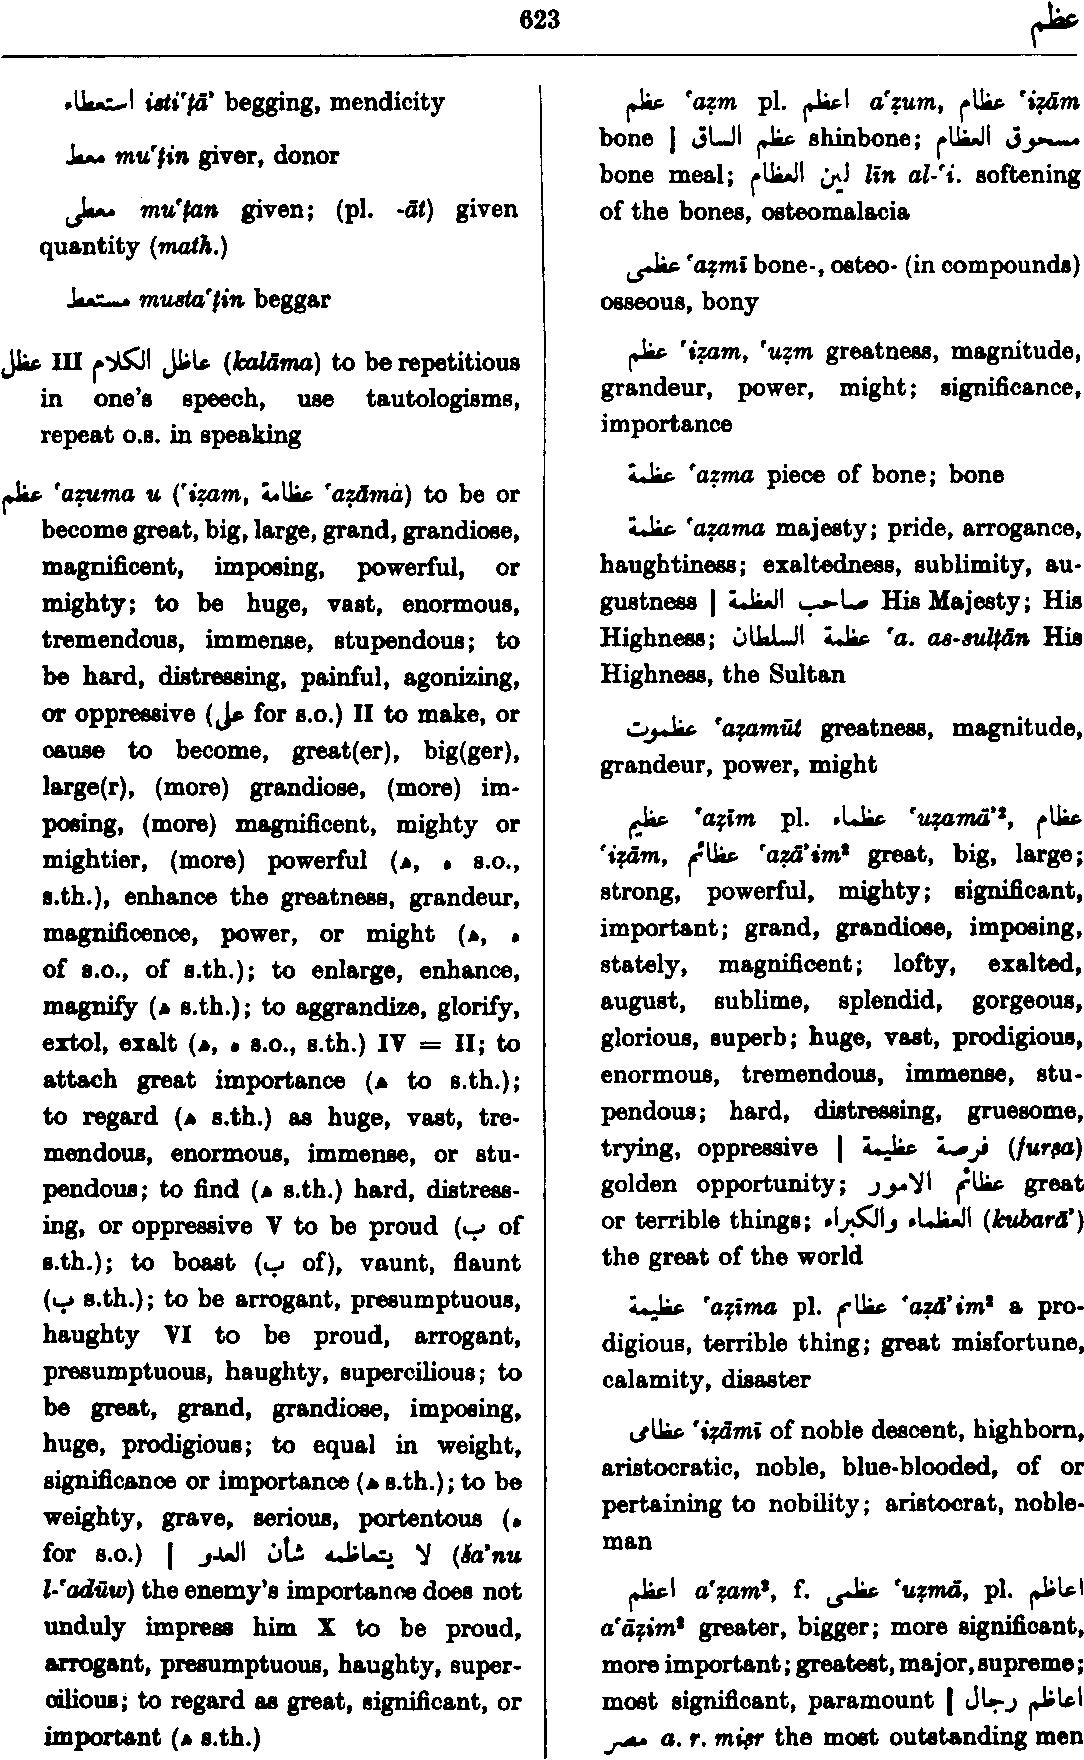 623
عظم
استعطاء isti‘ṭā’ begging, mendicity
معط mu‘ṭin giver, donor
معطى mu‘ṭan given; (pl. -āt) given
quantity (math.)
مستعط musta‘ṭin beggar
عظل III عاظل الكلام (kalāma) to be repetitious
in one's speech, use tautologisms,
repeat o.s. in speaking
عظم ‘aẓuma u (‘iẓam, عظامة ‘aẓāma) to be or
become great, big, large, grand, grandiose,
magnificent, imposing, powerful, or
mighty; to be huge, vast, enormous,
tremendous, immense, stupendous; to
be hard, distressing, painful, agonizing,
or oppressive (على for s.o.) II to make, or
cause to become, great(er), big(ger),
large(r), (more) grandiose, (more) im-
posing, (more) magnificent, mighty or
mightier, (more) powerful (ه, ه s.o.,
s.th.), enhance the greatness, grandeur,
magnificence, power, or might (ه, ه
of s.o., of s.th.); to enlarge, enhance,
magnify (ه s.th.); to aggrandize, glorify,
extol, exalt (ه, ه s.o., s.th.) IV = II; to
attach great importance (ه to s.th.);
to regard (ه s.th.) as huge, vast, tre-
mendous, enormous, immense, or stu-
pendous; to find (ه s.th.) hard, distress-
ing, or oppressive V to be proud (ب of
s.th.); to boast (ب of), vaunt, flaunt
(ب s.th.); to be arrogant, presumptuous,
haughty VI to be proud, arrogant,
presumptuous, haughty, supercilious; to
be great, grand, grandiose, imposing,
huge, prodigious; to equal in weight,
significance or importance (ه s.th.); to be
weighty, grave, serious, portentous (ه
for s.o.) | لا يتعاظمه شأن العدو (ša’nu
l-‘adūw) the enemy's importance does not
unduly impress him X to be proud,
arrogant, presumptuous, haughty, super-
cilious; to regard as great, significant, or
important (ه s.th.)
عظم ‘aẓm pl. اعظم a‘ẓum, عظام ‘iẓām
bone | عظم الساق shinbone; مسحوق العظام
bone meal; لين العظام līn al-‘i. softening
of the bones, osteomalacia
عظمى ‘aẓmī bone-, osteo- (in compounds)
osseous, bony
عظم ‘iẓam, ‘uẓm greatness, magnitude,
grandeur, power, might; significance,
importance
عظمة ‘aẓma piece of bone; bone
عظمة ‘aẓama majesty; pride, arrogance,
haughtiness; exaltedness, sublimity, au-
gustness | صاحب العظمة His Majesty; His
Highness; عظمة السلطان ‘a. as-sulṭān His
Highness, the Sultan
عظموت ‘aẓamūt greatness, magnitude,
grandeur, power, might
عظيم ‘aẓīm pl. عظماء ‘uẓamā’², عظام
‘iẓām, عظائم ‘aẓā’im² great, big, large;
strong, powerful, mighty; significant,
important; grand, grandiose, imposing,
stately, magnificent; lofty, exalted,
august, sublime, splendid, gorgeous,
glorious, superb; huge, vast, prodigious,
enormous, tremendous, immense, stu-
pendous; hard, distressing, gruesome,
trying, oppressive | فرصة عظيمة (furṣa)
golden opportunity; عظائم الامور great
or terrible things; العظماء والكبراء (kubarā’)
the great of the world
عظيمة ‘aẓīma pl. عظائم ‘aẓā’im² a pro-
digious, terrible thing; great misfortune,
calamity, disaster
عظامى ‘iẓāmī of noble descent, highborn,
aristocratic, noble, blue-blooded, of or
pertaining to nobility; aristocrat, noble-
man
اعظم a‘ẓam², f. عظمى ‘uẓmā, pl. اعاظم
a‘āẓim² greater, bigger; more significant,
more important; greatest, major, supreme;
most significant, paramount | اعاظم رجال
مصر a. r. miṣr the most outstanding men